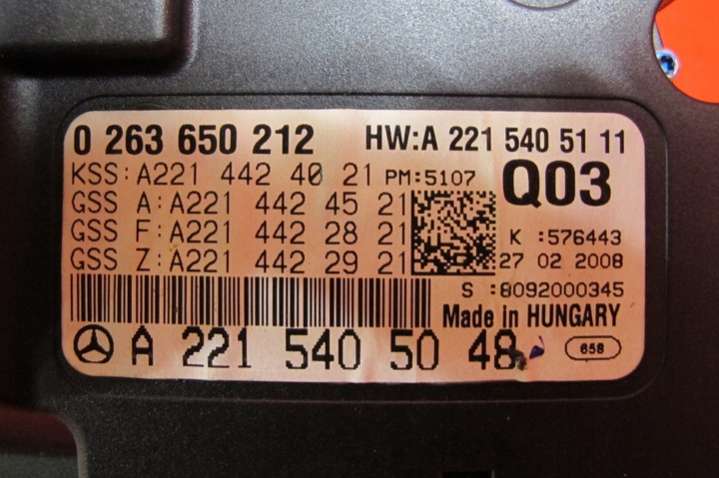 0 263 650 212 HW:A 221 540 51 11
KSS:A221 442 40 21 PM:5107 Q03
GSS A:A221 442 45 21
GSS F:A221 442 28 21 K :576443
GSS Z:A221 442 29 21 27 02 2008
S :8092000345
Made in HUNGARY
A 221 540 50 48 658